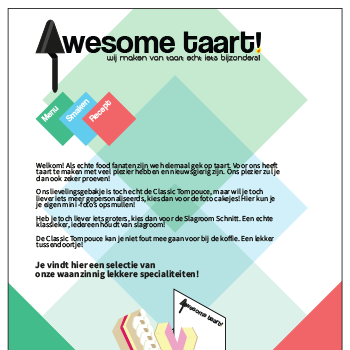 Awesome taart!
wij maken van taart echt iets bijzonders!
Menu
Smaken
Recept
Welkom! Als echte food fanaten zijn we helemaal gek op taart. Voor ons heeft
taart te maken met veel plezier hebben en nieuwsgierig zijn. Ons plezier zul je
dan ook zeker proeven!
Ons lievelingsgebakje is toch echt de Classic Tompouce, maar wil je toch
liever iets meer gepersonaliseerds, kies dan voor de foto cakejes! Hier kun je
je eigen mini -foto's op smullen!
Heb je toch liever iets groters, kies dan voor de Slagroom Schnitt. Een echte
klassieker, iedereen houdt van slagroom!
De Classic Tompouce kan je niet fout mee gaan voor bij de koffie. Een lekker
tussendoortje!
Je vindt hier een selectie van
onze waanzinnig lekkere specialiteiten!
Awesome taart!